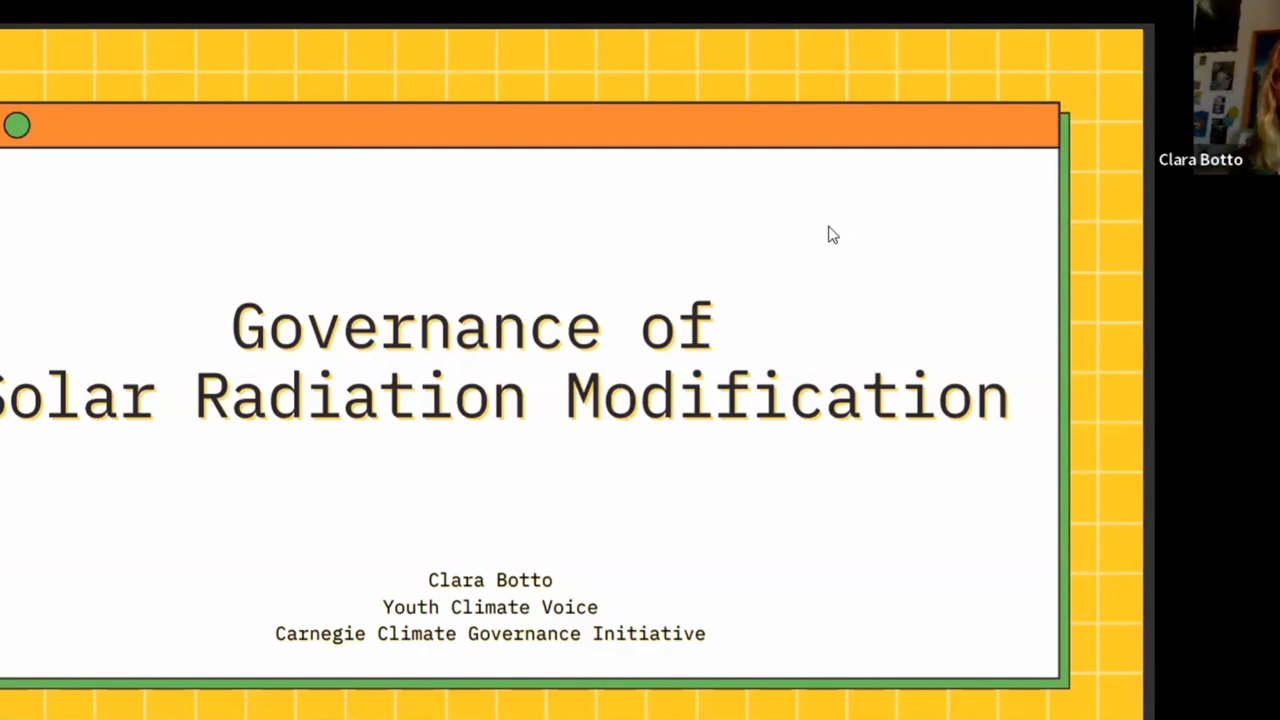 Governance of
Solar Radiation Modification
Clara Botto
Youth Climate Voice
Carnegie Climate Governance Initiative
Clara Botto